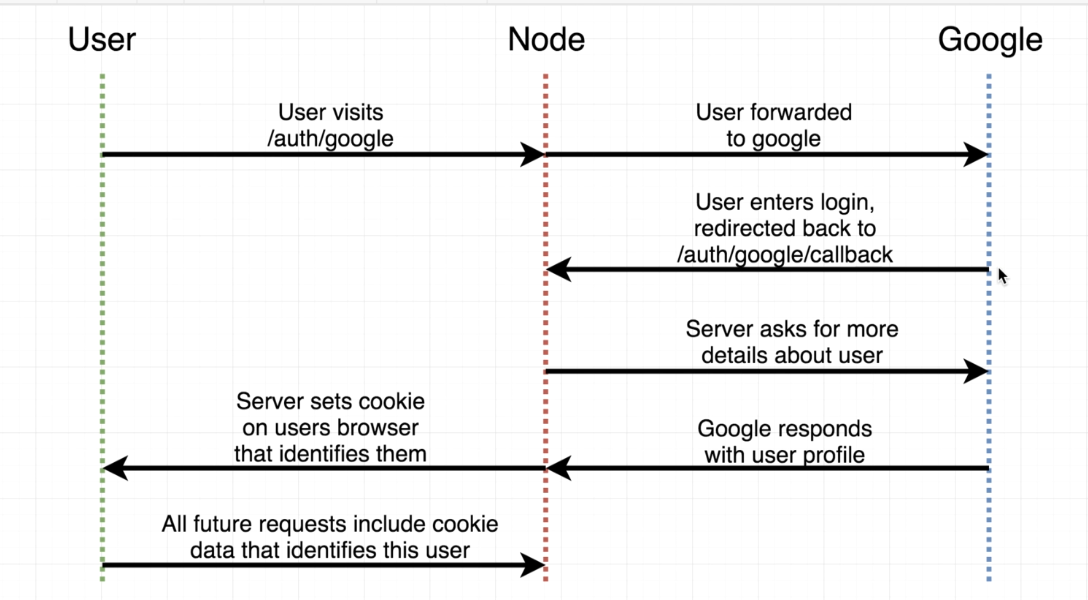 User
Node
Google
User visits
/auth/google
User forwarded
to google
User enters login,
redirected back to
/auth/google/callback
Server asks for more
details about user
Server sets cookie
on users browser
that identifies them
Google responds
with user profile
All future requests include cookie
data that identifies this user